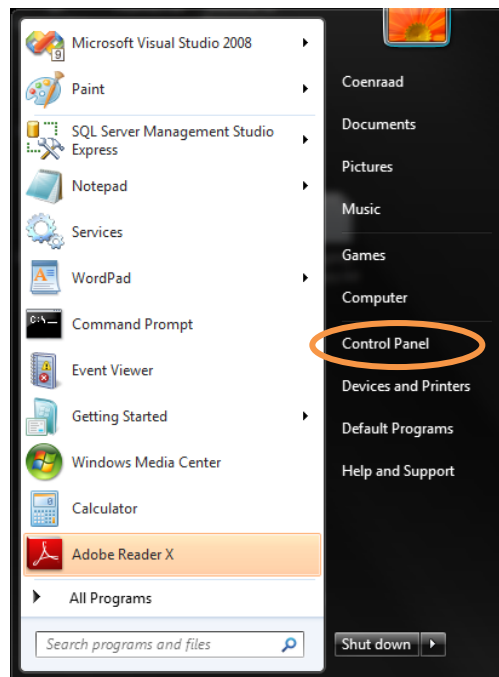 Microsoft Visual Studio 2008
9
Paint
SQL Server Management Studio
Express
Notepad
Services
WordPad
C:\_
Command Prompt
Event Viewer
Getting Started
Windows Media Center
Calculator
Adobe Reader X
All Programs
Search programs and files
Coenraad
Documents
Pictures
Music
Games
Computer
Control Panel
Devices and Printers
Default Programs
Help and Support
Shut down